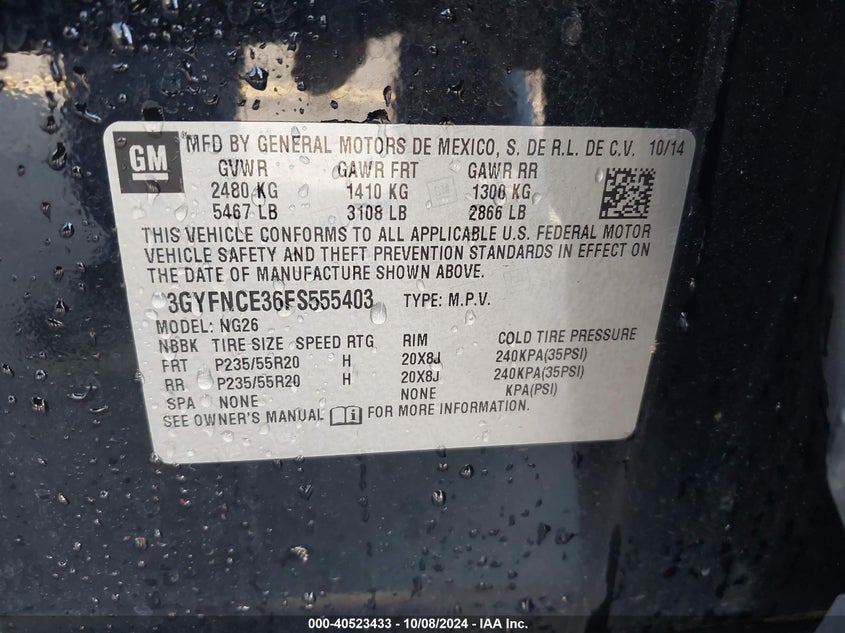 GM
® MFD BY GENERAL MOTORS DE MEXICO, S. DE R.L. DE C.V. 10/14
GVWR GAWR FRT GAWR RR
2480 KG 1410 KG 1300 KG
5467 LB 3108 LB 2866 LB
THIS VEHICLE CONFORMS TO ALL APPLICABLE U.S. FEDERAL MOTOR
VEHICLE SAFETY AND THEFT PREVENTION STANDARDS IN EFFECT ON
THE DATE OF MANUFACTURE SHOWN ABOVE.
3GYFNCE36FS555403 TYPE: M.P.V.
MODEL: NG26
NBBK TIRE SIZE SPEED RTG RIM COLD TIRE PRESSURE
FRT P235/55R20 H 20X8J 240KPA(35PSI)
RR P235/55R20 H 20X8J 240KPA(35PSI)
SPA NONE NONE KPA(PSI)
SEE OWNER'S MANUAL FOR MORE INFORMATION.
000-40523433 - 10/08/2024 - IAA Inc.